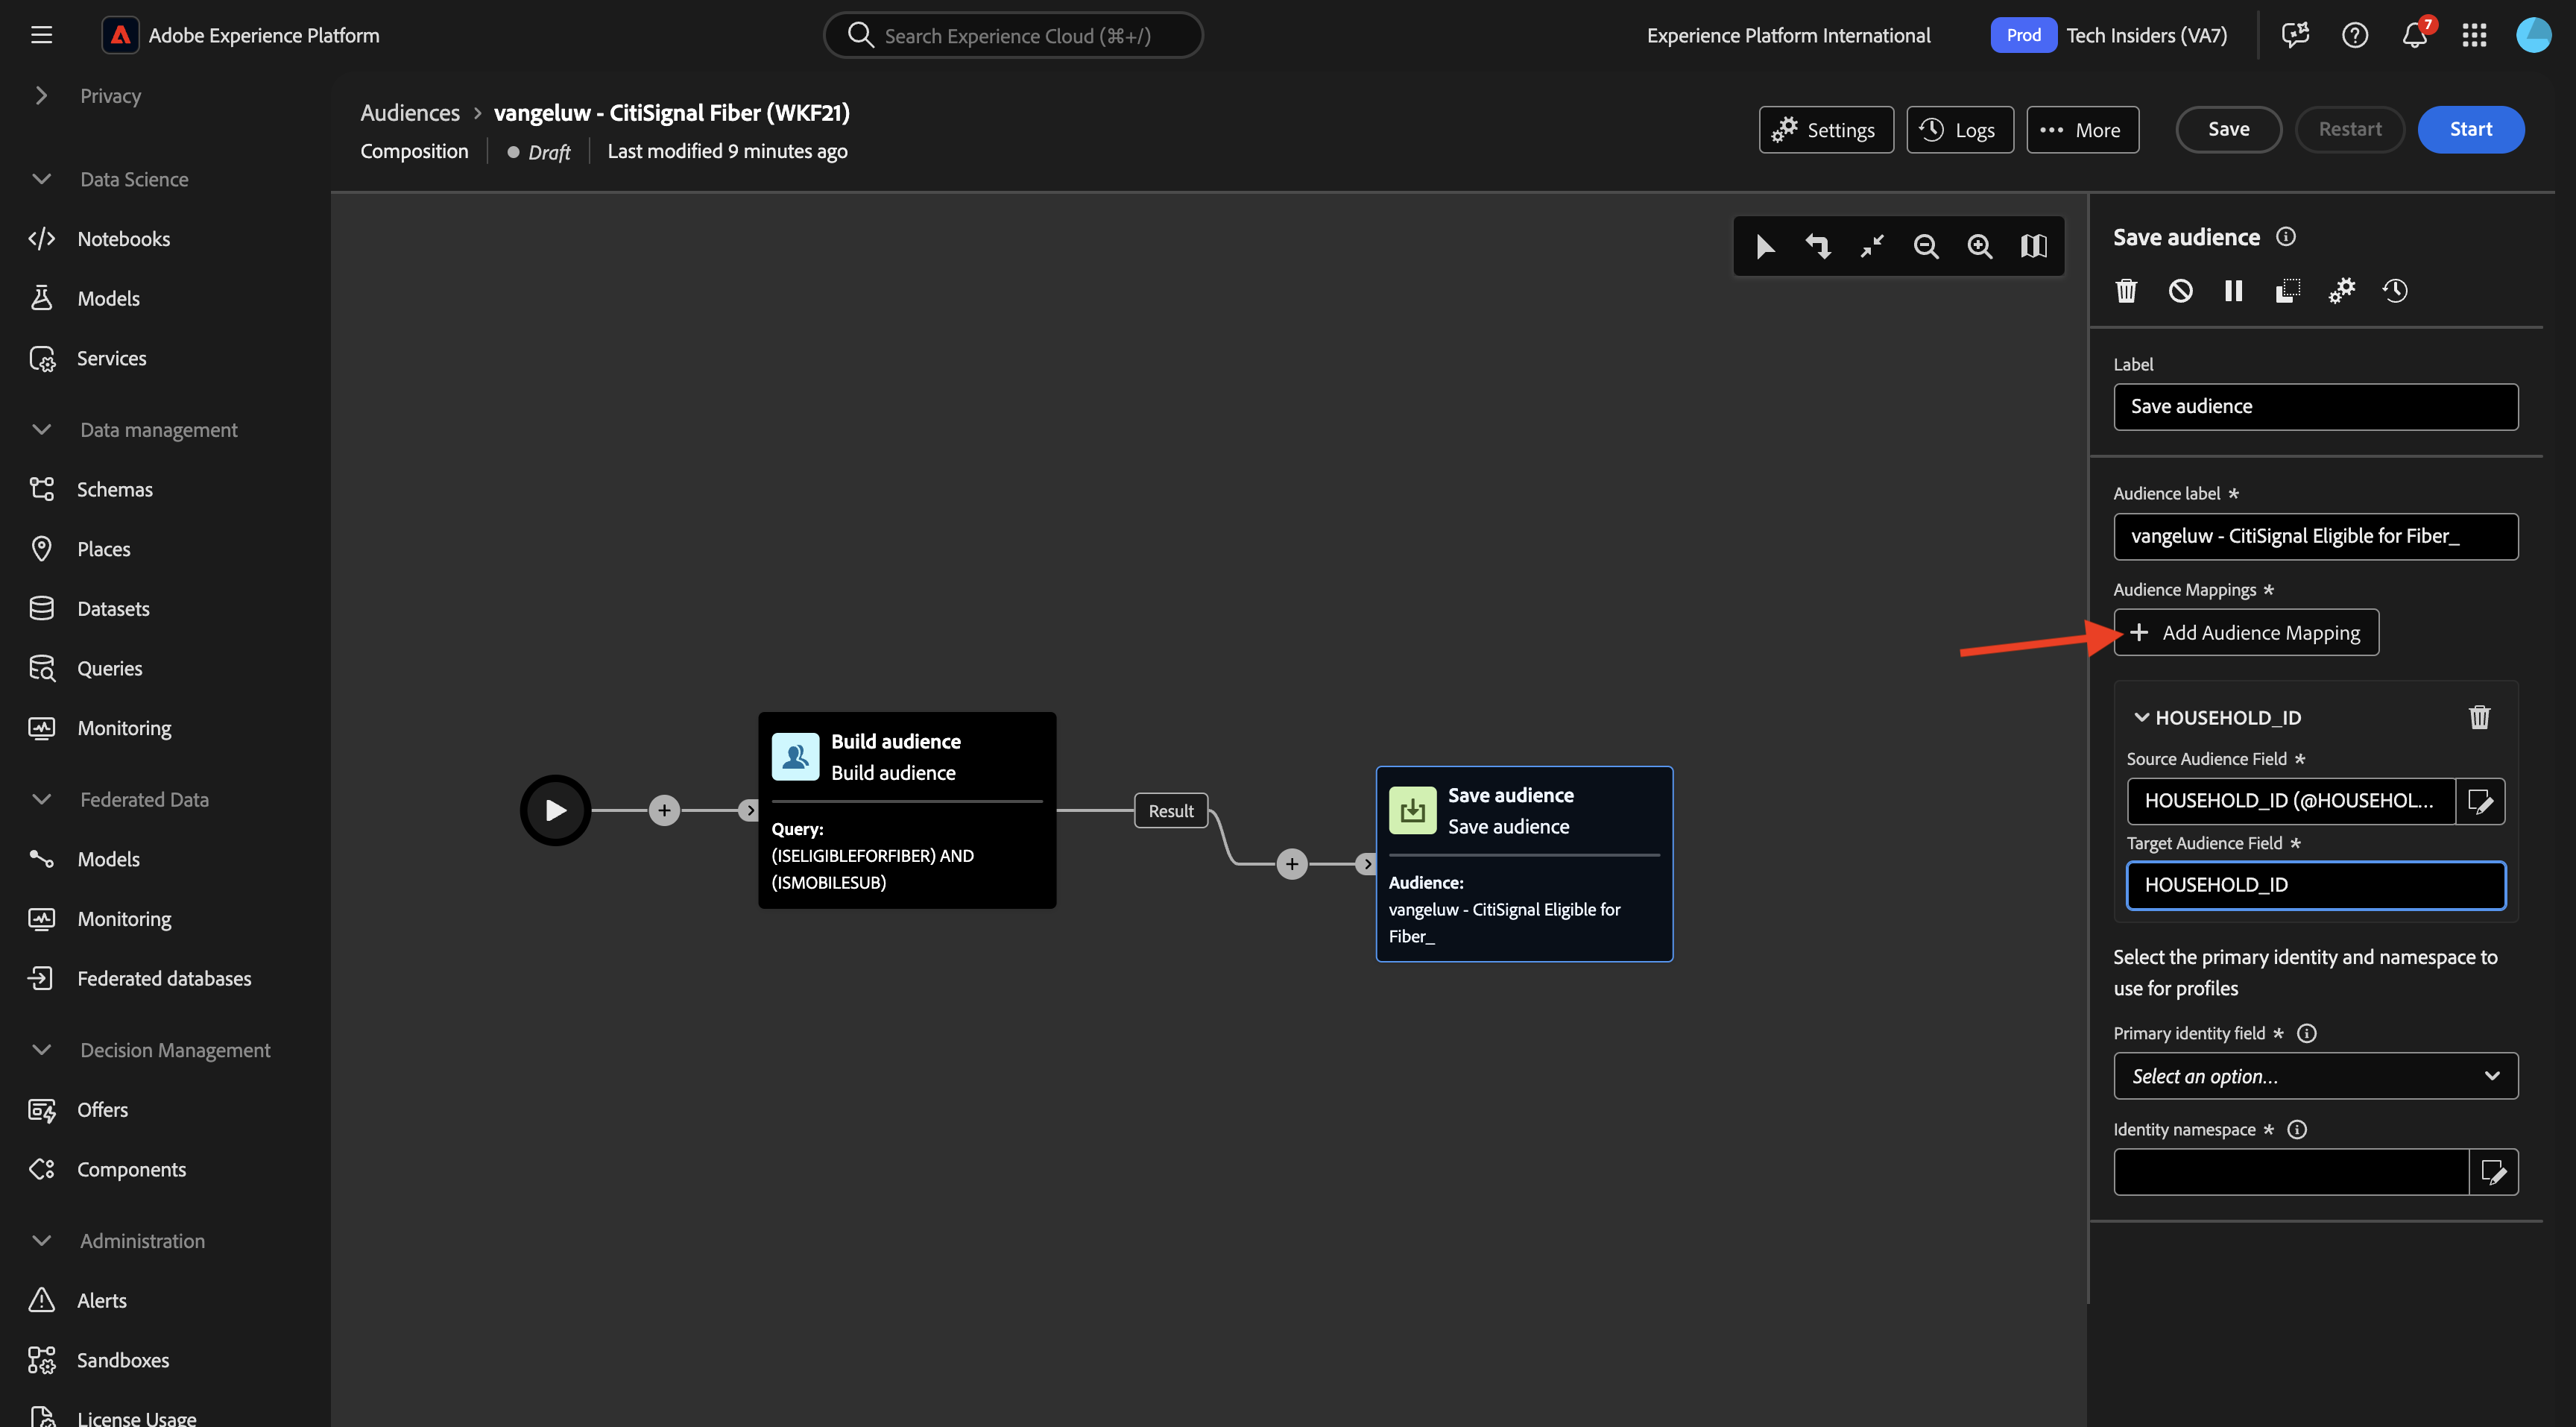 Adobe Experience Platform
Search Experience Cloud (⌘+/)
Experience Platform International
Prod
Tech Insiders (VA7)
7
Privacy
Data Science
Notebooks
Models
Services
Data management
Schemas
Places
Datasets
Queries
Monitoring
Federated Data
Models
Monitoring
Federated databases
Decision Management
Offers
Components
Administration
Alerts
Sandboxes
License Usage
Audiences > vangeluw - CitiSignal Fiber (WKF21)
Composition
Draft
Last modified 9 minutes ago
Settings
Logs
More
Save
Restart
Start
Build audience
Build audience
Query:
(ISELIGIBLEFORFIBER) AND
(ISMOBILESUB)
Result
Save audience
Save audience
Audience:
vangeluw - CitiSignal Eligible for
Fiber_
Save audience
Label
Save audience
Audience label *
vangeluw - CitiSignal Eligible for Fiber_
Audience Mappings *
+ Add Audience Mapping
HOUSEHOLD_ID
Source Audience Field *
HOUSEHOLD_ID (@HOUSEHOL...
Target Audience Field *
HOUSEHOLD_ID
Select the primary identity and namespace to
use for profiles
Primary identity field *
Select an option...
Identity namespace *